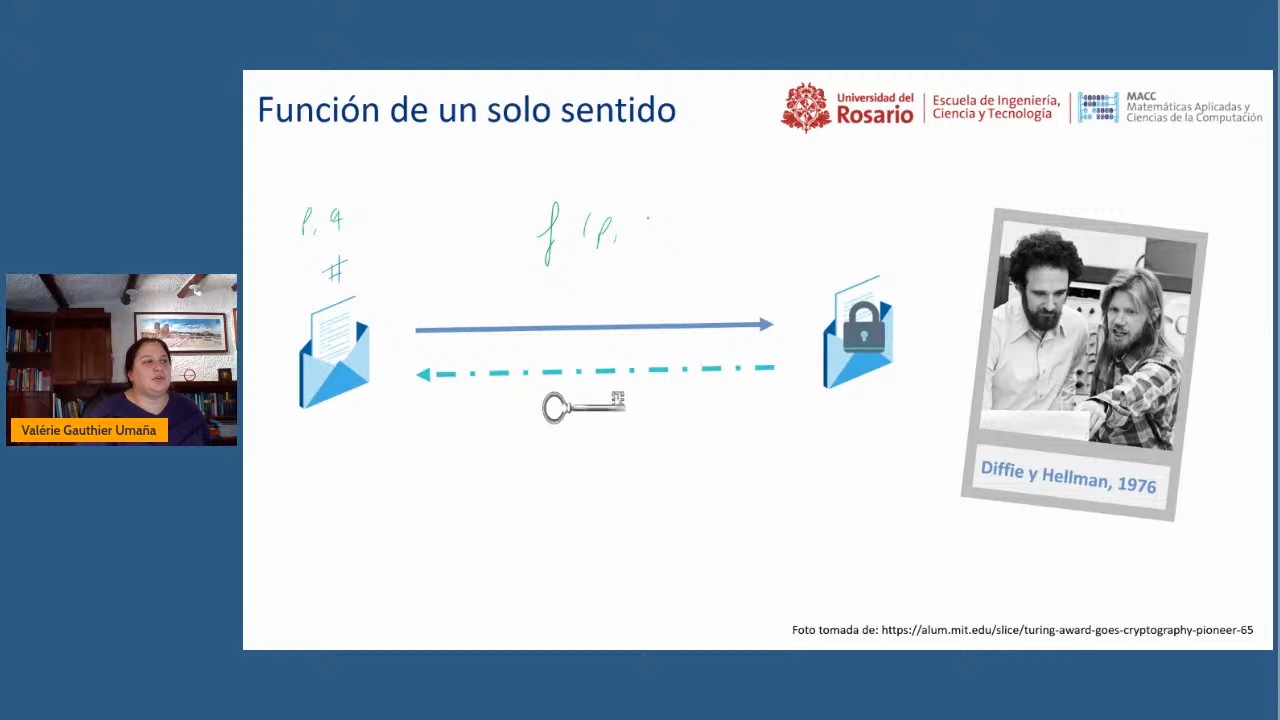 Función de un solo sentido
Universidad del
Rosario
Escuela de Ingeniería,
Ciencia y Tecnología
MACC
Matemáticas Aplicadas y
Ciencias de la Computación
p, q
#
f (p,
Valérie Gauthier Umaña
Diffie y Hellman, 1976
Foto tomada de: https://alum.mit.edu/slice/turing-award-goes-cryptography-pioneer-65